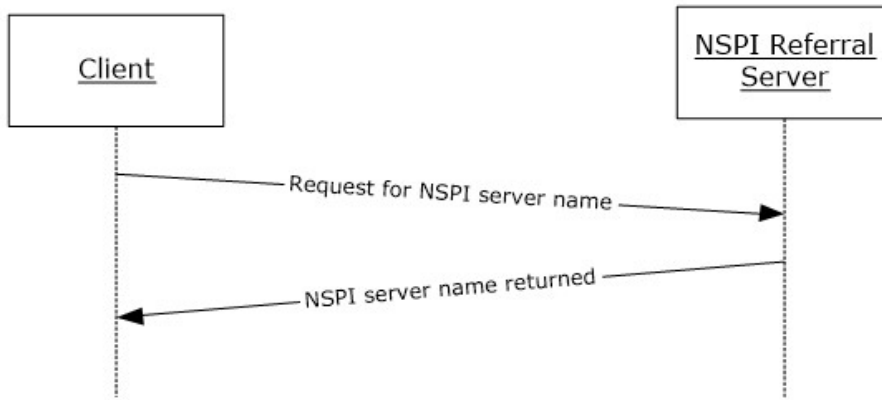 Client
NSPI Referral
Server
Request for NSPI server name
NSPI server name returned